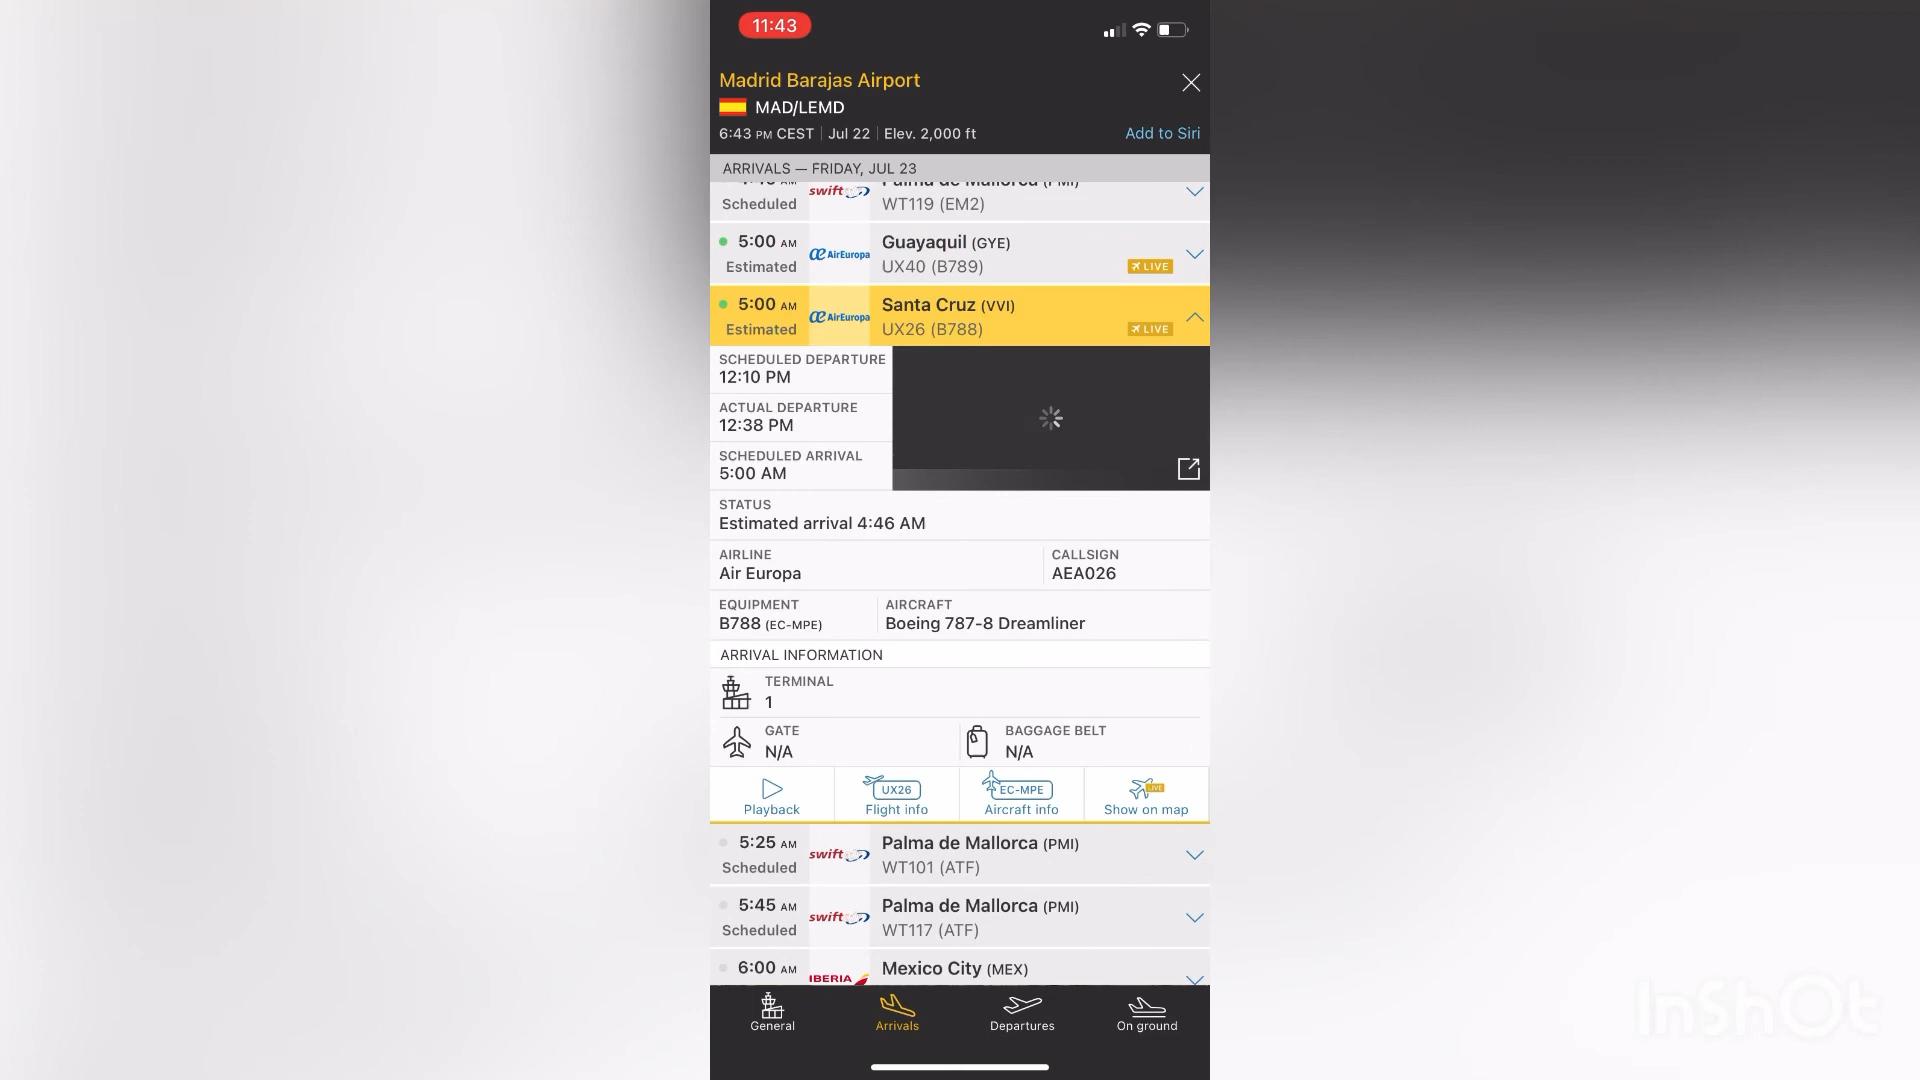 11:43
Madrid Barajas Airport
MAD/LEMD
6:43 PM CEST | Jul 22 | Elev. 2,000 ft
Add to Siri
ARRIVALS — FRIDAY, JUL 23
swift Palma de Mallorca (PMI)
Scheduled WT119 (EM2)
5:00 AM AirEuropa Guayaquil (GYE)
Estimated UX40 (B789) LIVE
5:00 AM AirEuropa Santa Cruz (VVI)
Estimated UX26 (B788) LIVE
SCHEDULED DEPARTURE
12:10 PM
ACTUAL DEPARTURE
12:38 PM
SCHEDULED ARRIVAL
5:00 AM
STATUS
Estimated arrival 4:46 AM
AIRLINE
Air Europa
CALLSIGN
AEA026
EQUIPMENT
B788 (EC-MPE)
AIRCRAFT
Boeing 787-8 Dreamliner
ARRIVAL INFORMATION
TERMINAL
1
GATE
N/A
BAGGAGE BELT
N/A
Playback
UX26
Flight info
EC-MPE
Aircraft info
LIVE
Show on map
5:25 AM swift Palma de Mallorca (PMI)
Scheduled WT101 (ATF)
5:45 AM swift Palma de Mallorca (PMI)
Scheduled WT117 (ATF)
6:00 AM IBERIA Mexico City (MEX)
General
Arrivals
Departures
On ground
InShOt